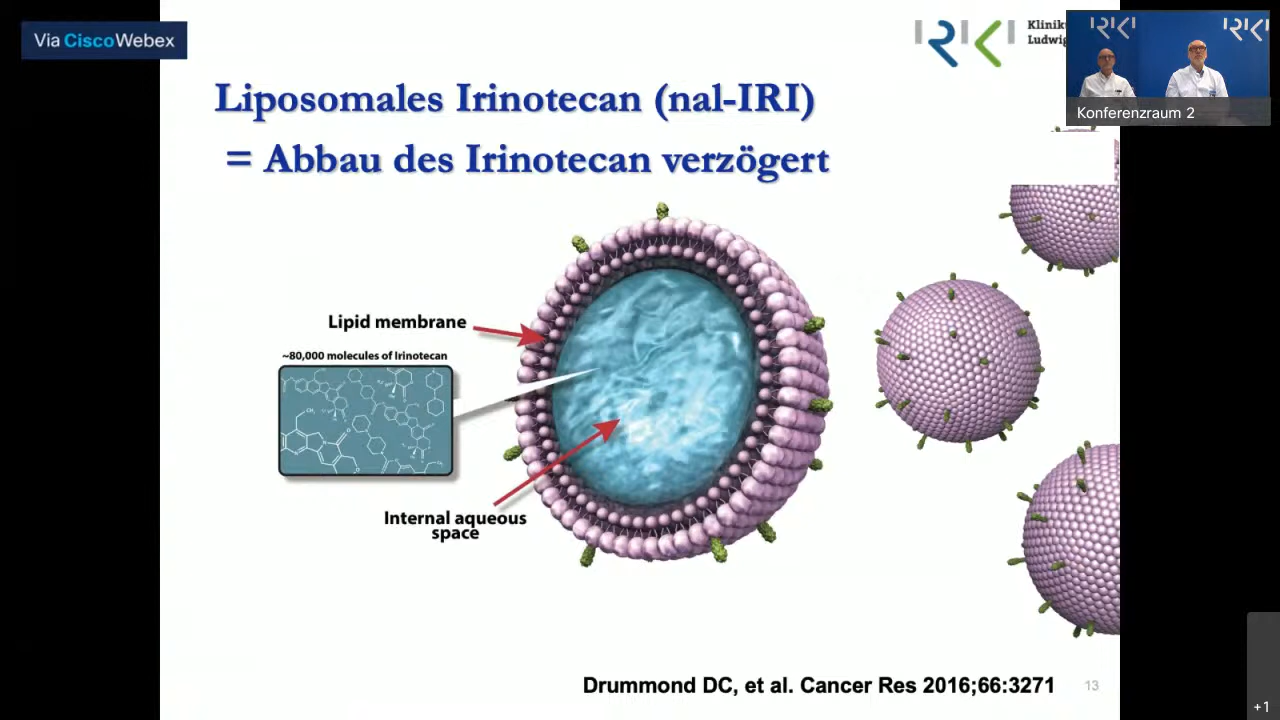 Via CiscoWebex
Klinik
Ludwig
Konferenzraum 2
Liposomales Irinotecan (nal-IRI)
= Abbau des Irinotecan verzögert
Lipid membrane
~80,000 molecules of Irinotecan
Internal aqueous
space
Drummond DC, et al. Cancer Res 2016;66:3271
13
+1